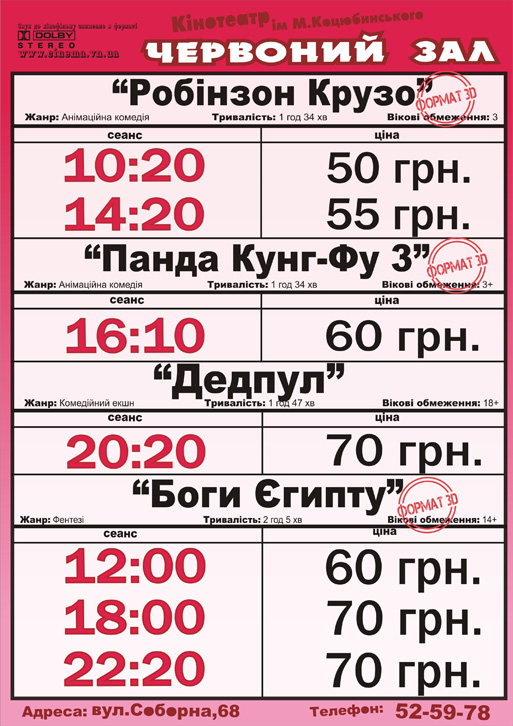 Кінотеатр ім М.Коцюбинського
DOLBY
STEREO
www.cinema.vn.ua
ЧЕРВОНИЙ ЗАЛ
“Робінзон Крузо”
ФОРМАТ 3D
Жанр: Анімаційна комедія Тривалість: 1 год 34 хв Вікові обмеження: 3
сеанс ціна
10:20 50 грн.
14:20 55 грн.
“Панда Кунг-Фу 3”
ФОРМАТ 3D
Жанр: Анімаційна комедія Тривалість: 1 год 34 хв Вікові обмеження: 3+
сеанс ціна
16:10 60 грн.
“Дедпул”
Жанр: Комедійний екшн Тривалість: 1 год 47 хв Вікові обмеження: 18+
сеанс ціна
20:20 70 грн.
“Боги Єгипту”
ФОРМАТ 3D
Жанр: Фентезі Тривалість: 2 год 5 хв Вікові обмеження: 14+
сеанс ціна
12:00 60 грн.
18:00 70 грн.
22:20 70 грн.
Адреса: вул.Соборна,68 Телефон: 52-59-78